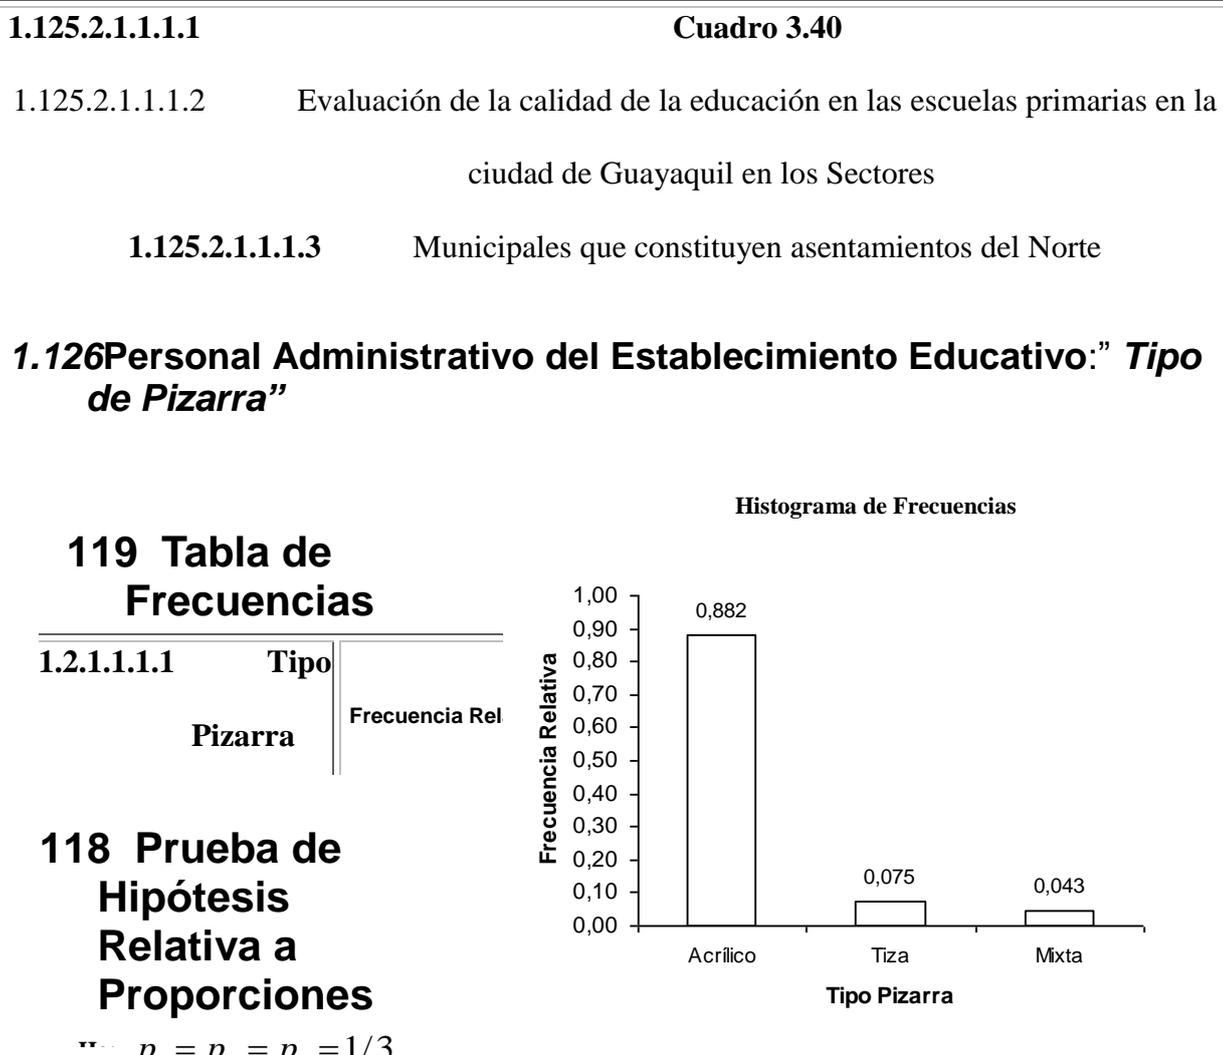 1.125.2.1.1.1.1 Cuadro 3.40
1.125.2.1.1.1.2 Evaluación de la calidad de la educación en las escuelas primarias en la
ciudad de Guayaquil en los Sectores
1.125.2.1.1.1.3 Municipales que constituyen asentamientos del Norte
1.126Personal Administrativo del Establecimiento Educativo:” Tipo
de Pizarra”
119 Tabla de
Frecuencias
1.2.1.1.1.1 Tipo
Pizarra
Frecuencia
118 Prueba de
Hipótesis
Relativa a
Proporciones
p = p = p =1/3
Histograma de Frecuencias
Frecuencia Relativa
1,00
0,90
0,80
0,70
0,60
0,50
0,40
0,30
0,20
0,10
0,00
0,882
0,075
0,043
Acrílico Tiza Mixta
Tipo Pizarra